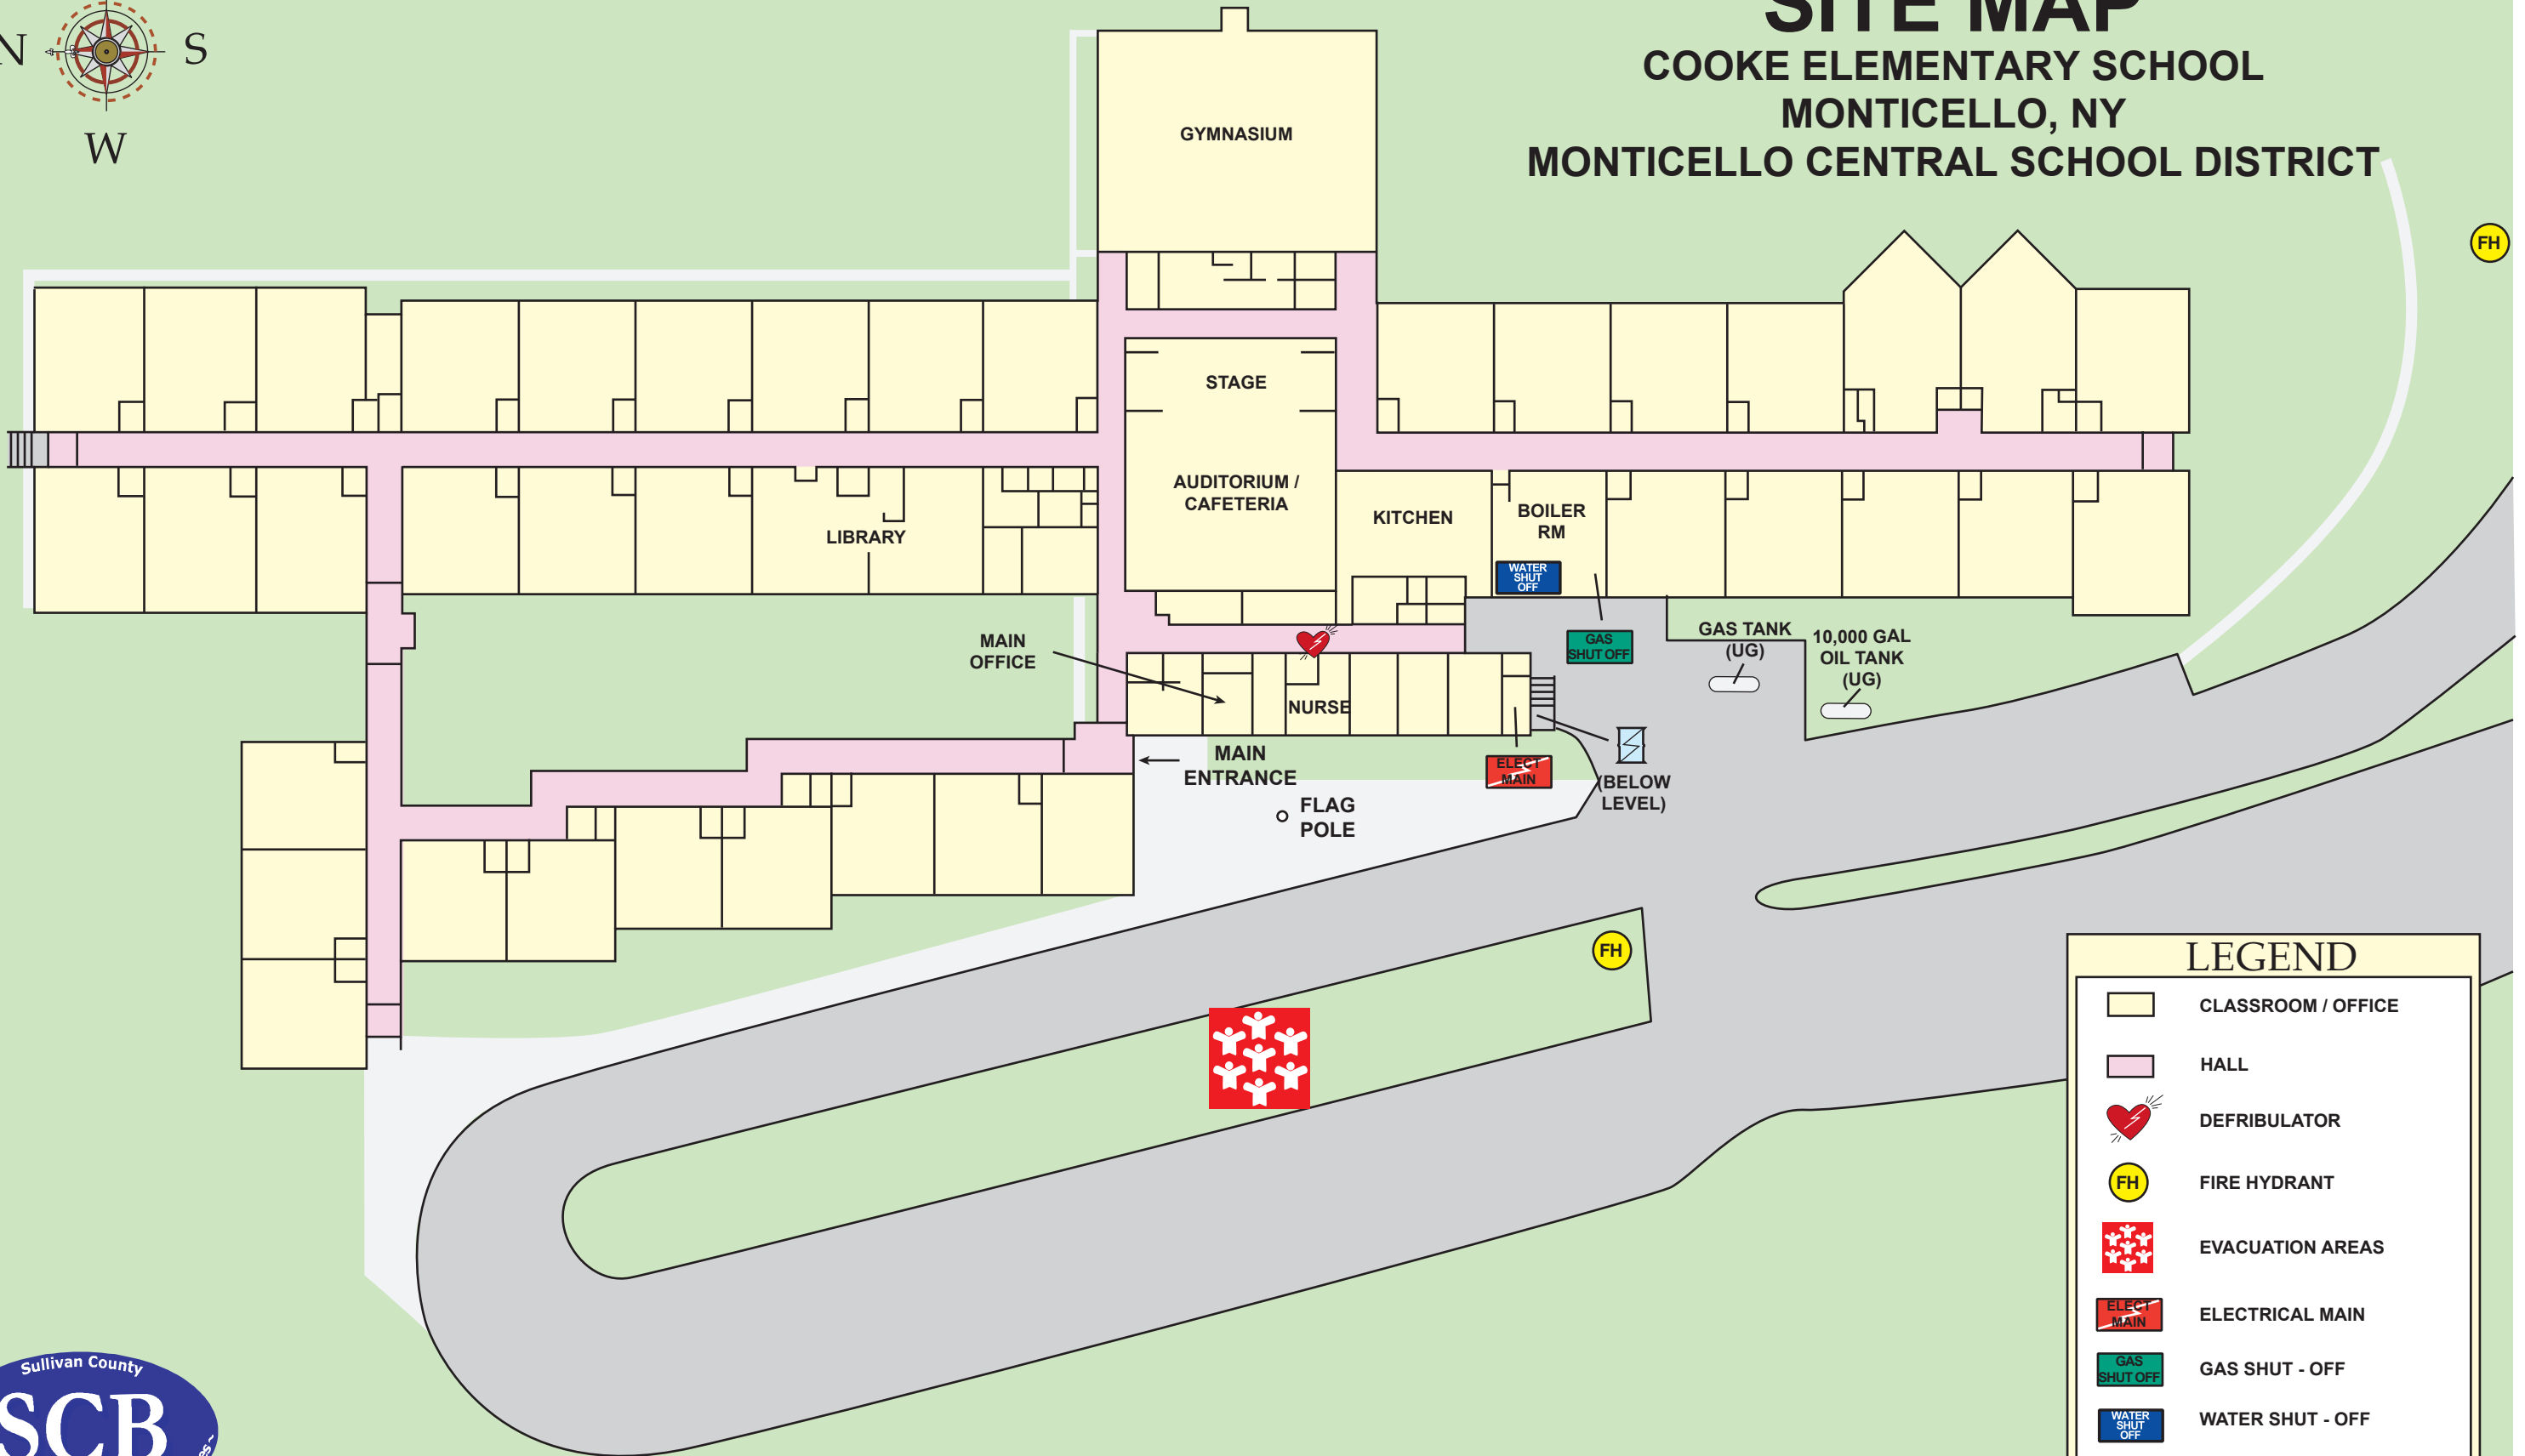 SITE MAP
COOKE ELEMENTARY SCHOOL
MONTICELLO, NY
MONTICELLO CENTRAL SCHOOL DISTRICT
N
S
W
GYMNASIUM
FH
STAGE
AUDITORIUM /
CAFETERIA
KITCHEN
BOILER
RM
LIBRARY
WATER
SHUT
OFF
GAS
SHUT OFF
GAS TANK
(UG)
10,000 GAL
OIL TANK
(UG)
MAIN
OFFICE
NURSE
MAIN
ENTRANCE
ELECT
MAIN
(BELOW
LEVEL)
FLAG
POLE
FH
LEGEND
CLASSROOM / OFFICE
HALL
DEFRIBULATOR
FH
FIRE HYDRANT
EVACUATION AREAS
ELECT
MAIN
ELECTRICAL MAIN
GAS
SHUT OFF
GAS SHUT - OFF
WATER
SHUT
OFF
WATER SHUT - OFF
Sullivan County
SCB